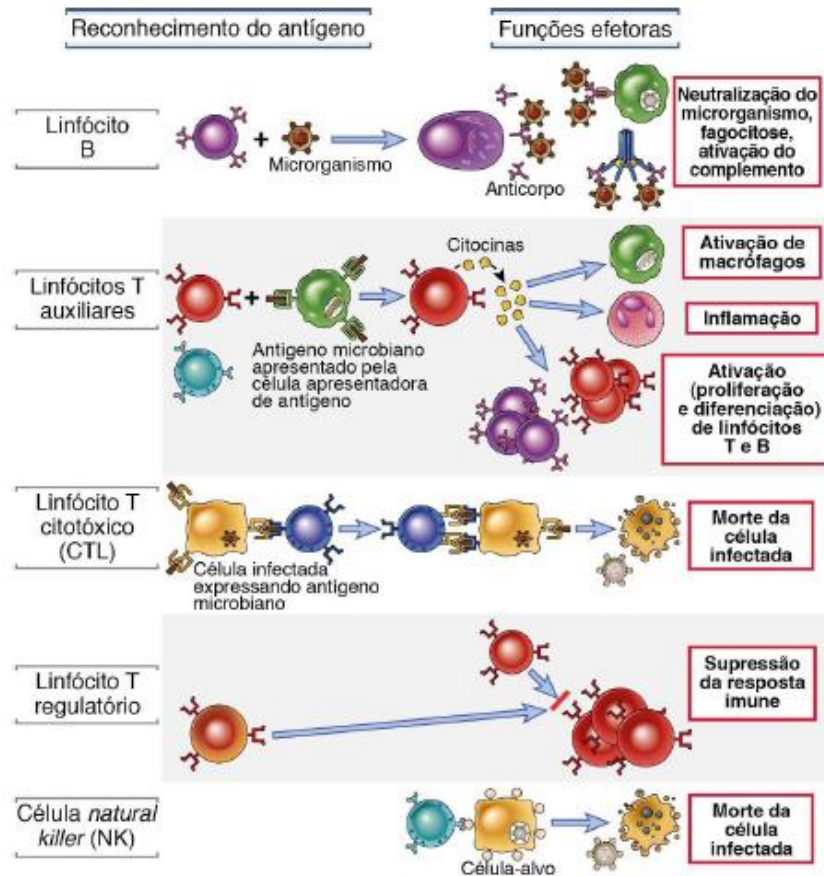 Reconhecimento do antígeno
Funções efetoras
Linfócito
B
Microrganismo
Anticorpo
Neutralização do
microrganismo,
fagocitose,
ativação do
complemento
Linfócitos T
auxiliares
Antígeno microbiano
apresentado pela
célula apresentadora
de antígeno
Citocinas
Ativação de
macrófagos
Inflamação
Ativação
(proliferação
e diferenciação)
de linfócitos
T e B
Linfócito T
citotóxico
(CTL)
Célula infectada
expressando antígeno
microbiano
Morte da
célula
infectada
Linfócito T
regulatório
Supressão
da resposta
imune
Célula natural
killer (NK)
Célula-alvo
Morte da
célula
infectada